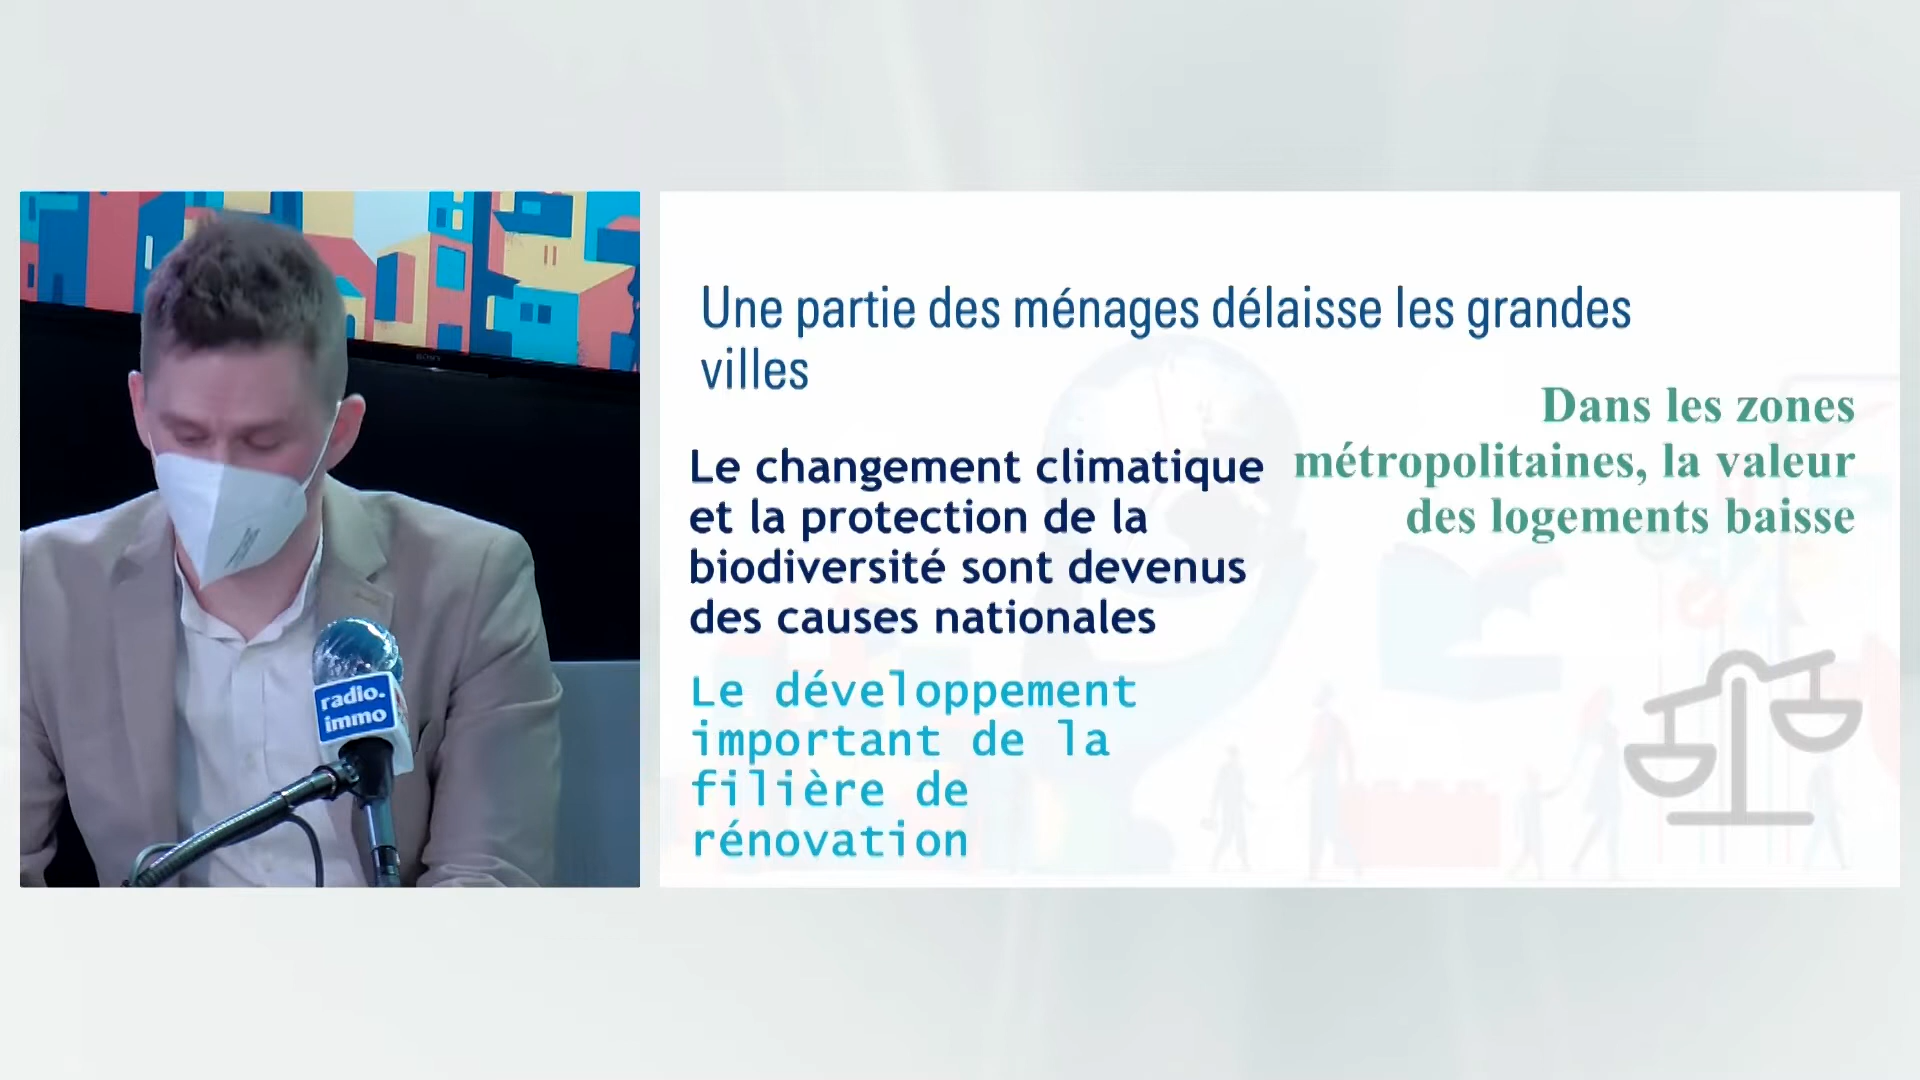 Une partie des ménages délaisse les grandes
villes
Dans les zones
métropolitaines, la valeur
des logements baisse
Le changement climatique
et la protection de la
biodiversité sont devenus
des causes nationales
Le développement
important de la
filière de
rénovation
SONY
radio.
immo